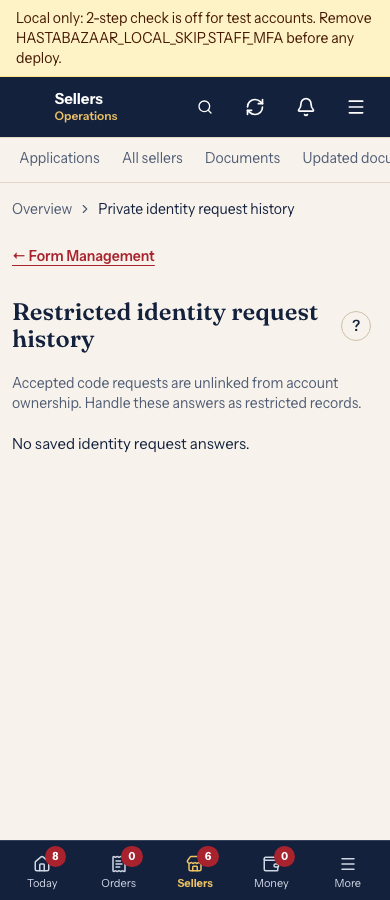 Local only: 2-step check is off for test accounts. Remove
HASTABAZAAR_LOCAL_SKIP_STAFF_MFA before any
deploy.
Sellers
Operations
Applications All sellers Documents Updated docu
Overview > Private identity request history
← Form Management
Restricted identity request
history
?
Accepted code requests are unlinked from account
ownership. Handle these answers as restricted records.
No saved identity request answers.
8 0 6 0
Today Orders Sellers Money More